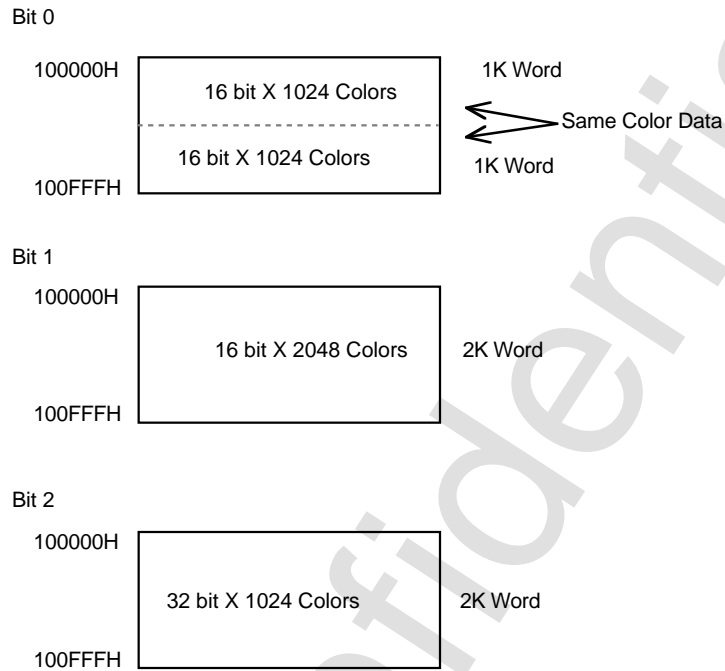 Bit 0
100000H
16 bit X 1024 Colors
1K Word
Same Color Data
16 bit X 1024 Colors
1K Word
100FFFH
Bit 1
100000H
16 bit X 2048 Colors
2K Word
100FFFH
Bit 2
100000H
32 bit X 1024 Colors
2K Word
100FFFH